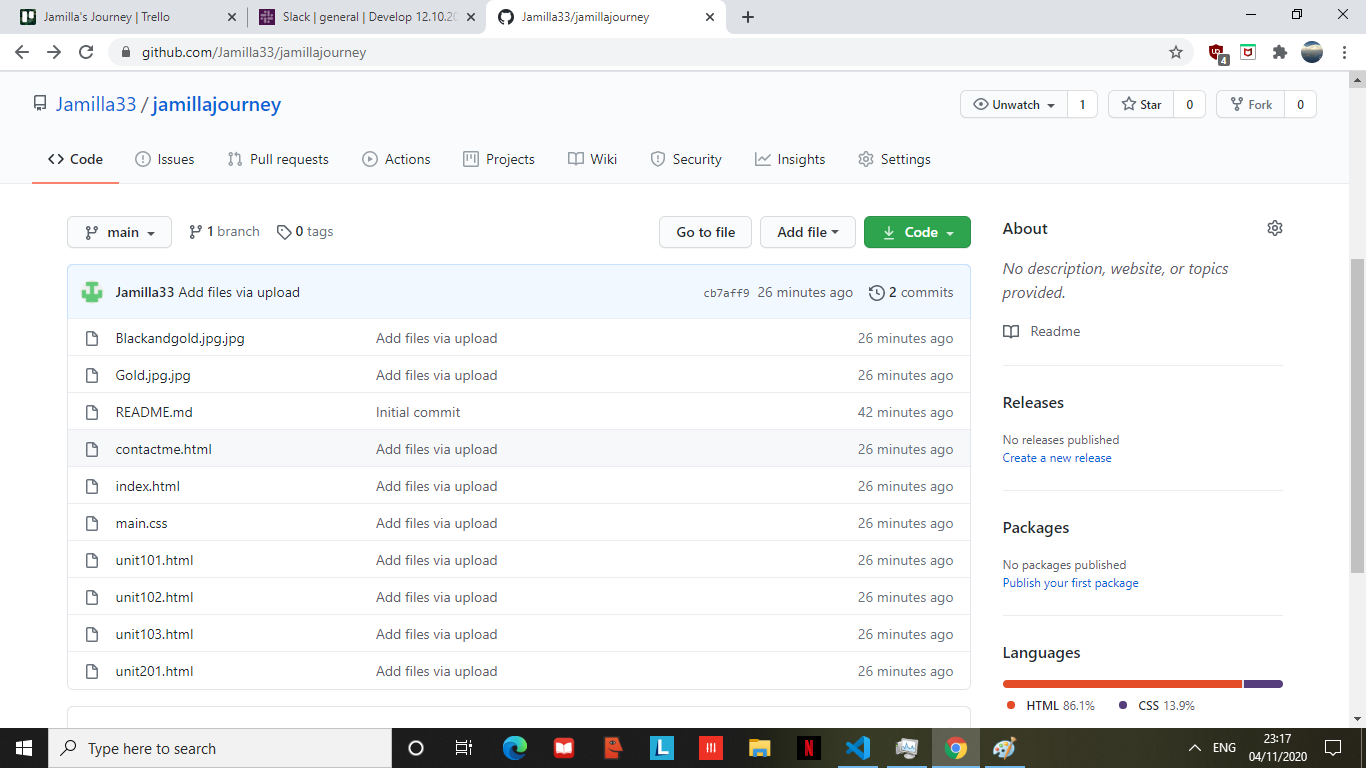 Jamilla's Journey | Trello
Slack | general | Develop 12.10.20
Jamilla33/jamillajourney
github.com/Jamilla33/jamillajourney
4
Jamilla33 / jamillajourney
Unwatch 1
Star 0
Fork 0
Code
Issues
Pull requests
Actions
Projects
Wiki
Security
Insights
Settings
main
1 branch
0 tags
Go to file
Add file
Code
Jamilla33 Add files via upload cb7aff9 26 minutes ago 2 commits
Blackandgold.jpg.jpg Add files via upload 26 minutes ago
Gold.jpg.jpg Add files via upload 26 minutes ago
README.md Initial commit 42 minutes ago
contactme.html Add files via upload 26 minutes ago
index.html Add files via upload 26 minutes ago
main.css Add files via upload 26 minutes ago
unit101.html Add files via upload 26 minutes ago
unit102.html Add files via upload 26 minutes ago
unit103.html Add files via upload 26 minutes ago
unit201.html Add files via upload 26 minutes ago
About
No description, website, or topics
provided.
Readme
Releases
No releases published
Create a new release
Packages
No packages published
Publish your first package
Languages
HTML 86.1%
CSS 13.9%
Type here to search
L
N
ENG
23:17
04/11/2020